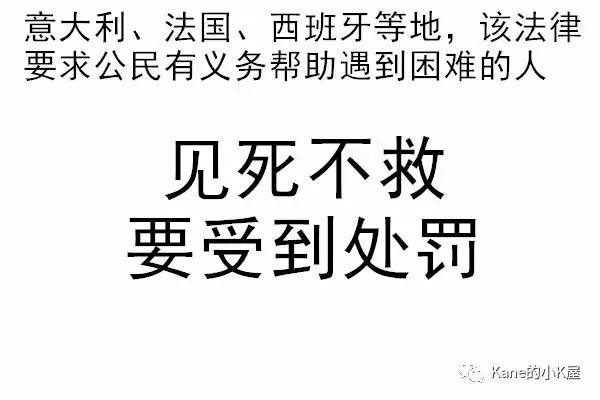 意大利、法国、西班牙等地，该法律
要求公民有义务帮助遇到困难的人
见死不救
要受到处罚
Kane的小K屋